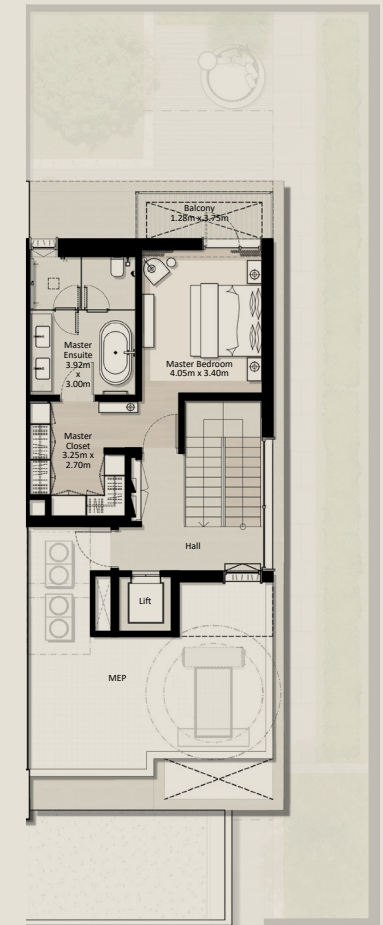 Balcony
1.28m x 3.75m
Master
Ensuite
3.92m
x
3.00m
Master Bedroom
4.05m x 3.40m
Master
Closet
3.25m x
2.70m
Hall
Lift
MEP